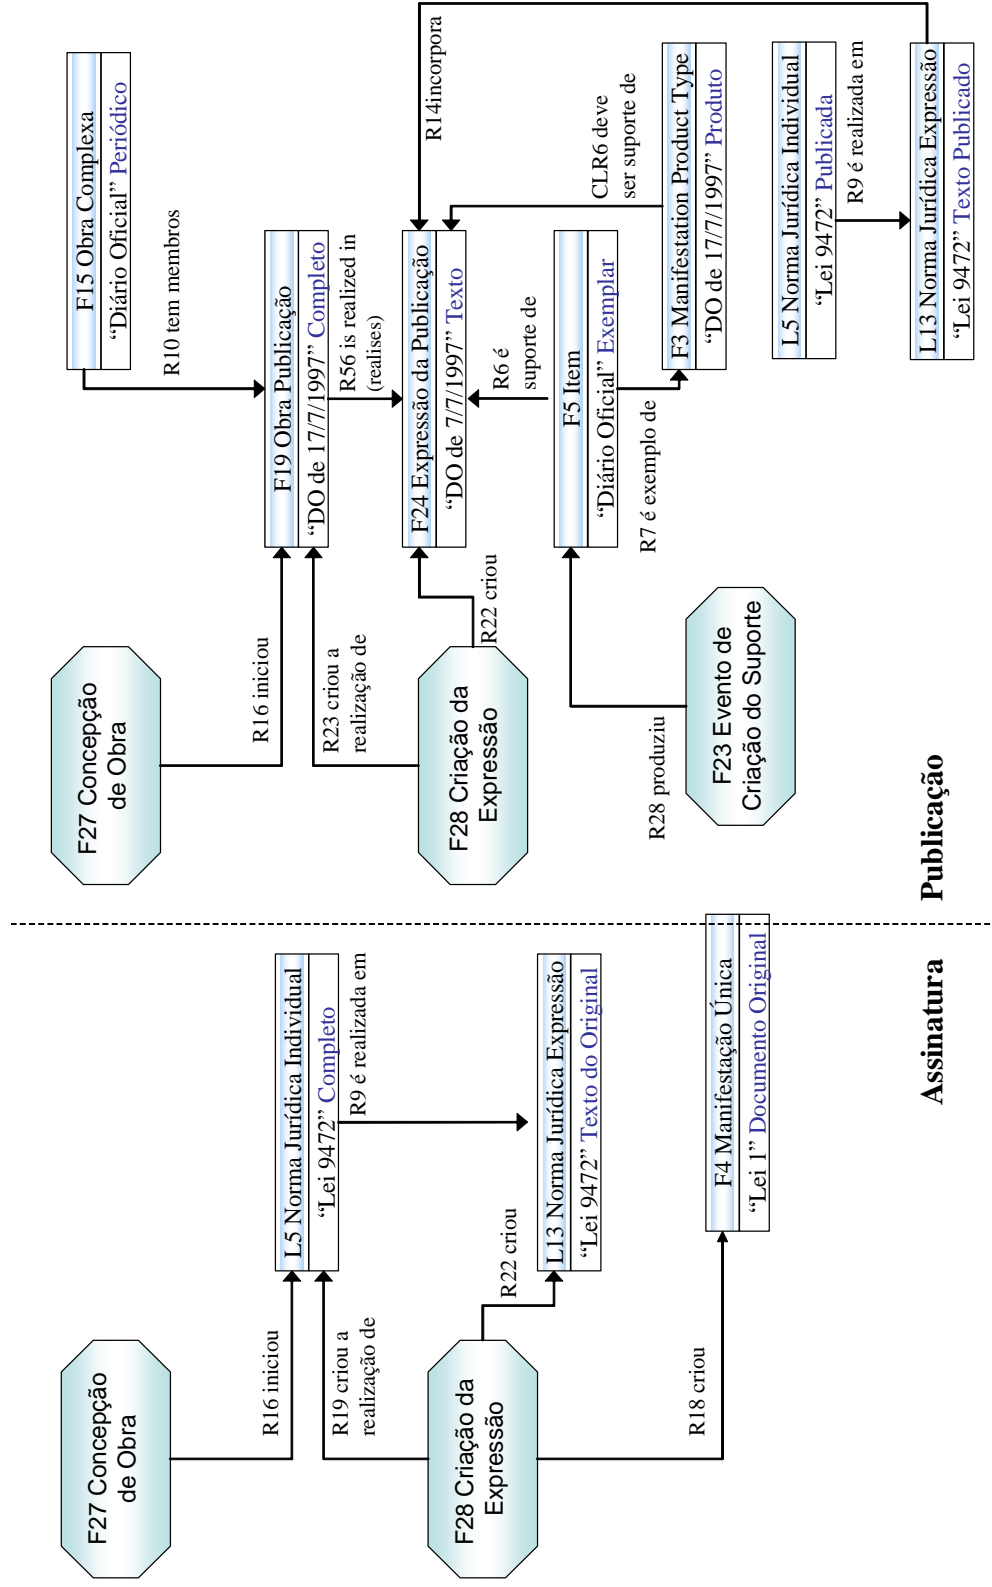 F27 Concepção
de Obra
R16 iniciou
L5 Norma Jurídica Individual
“Lei 9472” Completo
R19 criou a
realização de
R9 é realizada em
F28 Criação da
Expressão
R22 criou
L13 Norma Jurídica Expressão
“Lei 9472” Texto do Original
R18 criou
F4 Manifestação Única
“Lei 1” Documento Original
Assinatura
F27 Concepção
de Obra
R16 iniciou
F15 Obra Complexa
“Diário Oficial” Periódico
R10 tem membros
F19 Obra Publicação
“DO de 17/7/1997” Completo
R23 criou a
realização de
R56 is realized in
(realises)
F28 Criação da
Expressão
R22 criou
F24 Expressão da Publicação
“DO de 7/7/1997” Texto
R14incorpora
R6 é
suporte de
CLR6 deve
ser suporte de
F5 Item
“Diário Oficial” Exemplar
R7 é exemplo de
F3 Manifestation Product Type
“DO de 17/7/1997” Produto
R28 produziu
F23 Evento de
Criação do Suporte
L5 Norma Jurídica Individual
“Lei 9472” Publicada
R9 é realizada em
L13 Norma Jurídica Expressão
“Lei 9472” Texto Publicado
Publicação